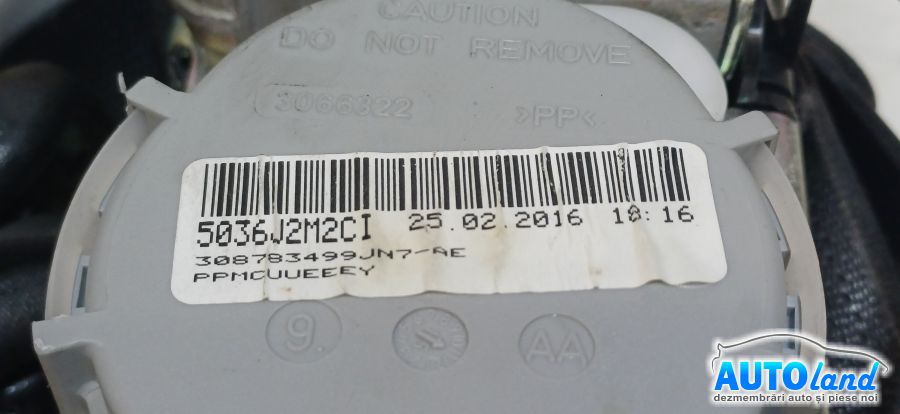 CAUTION
DO NOT REMOVE
3066322
>PP<
5036J2M2CI 25.02.2016 18:16
308783499JN7-AE
PPMCUUEEEY
9
AA
AUTOland
dezmembrări auto și piese noi